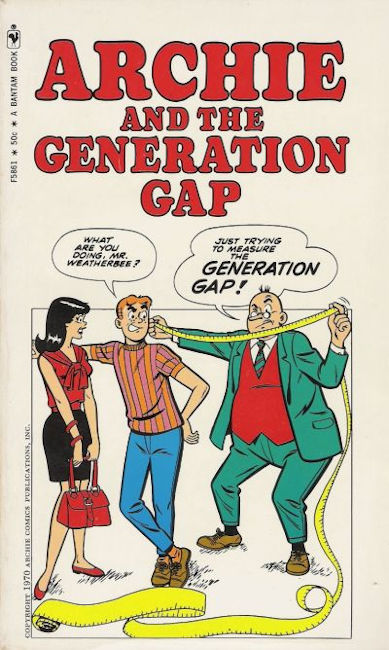 ARCHIE
AND THE
GENERATION
GAP
F5861 ★ 50c ★ A BANTAM BOOK
WHAT
ARE YOU
DOING, MR.
WEATHERBEE?
JUST TRYING
TO MEASURE
THE
GENERATION
GAP!
COPYRIGHT 1970 ARCHIE COMICS PUBLICATIONS, INC.